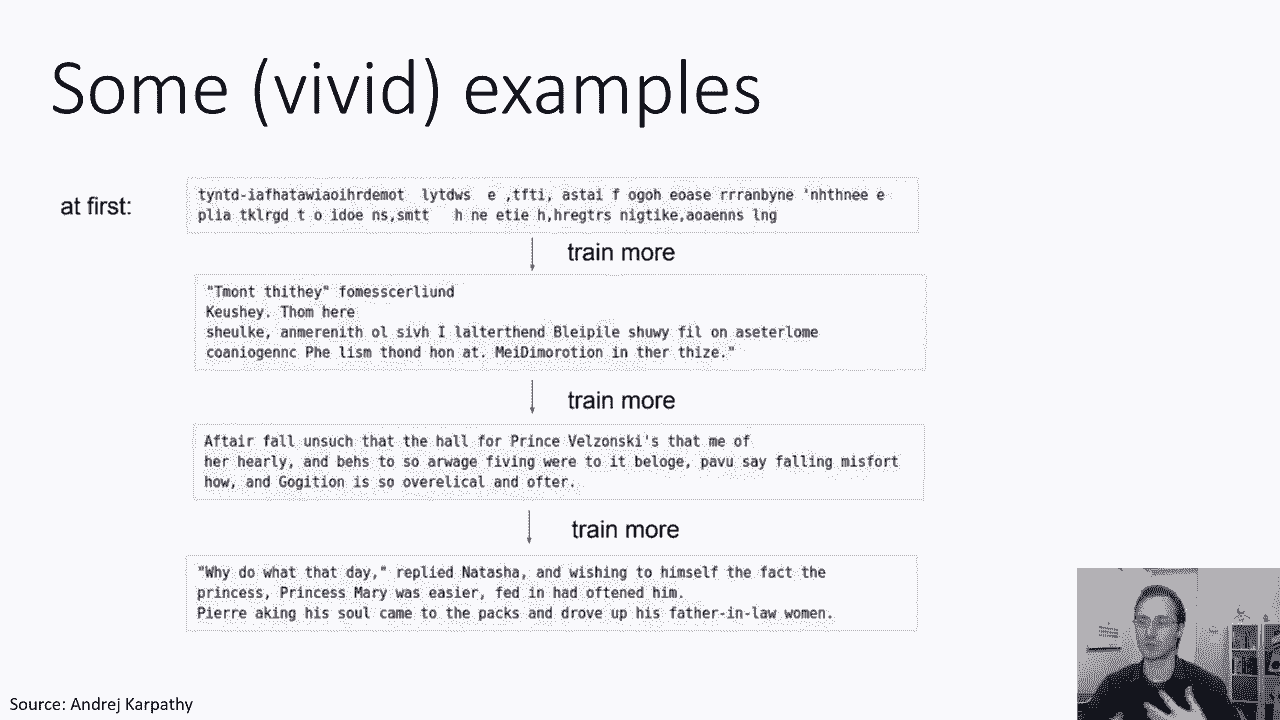 Some (vivid) examples
at first:
tyntd-iafhatawiaoihrdemot lytdws e ,tfti, astai f ogoh eoase rrranbyne 'nhthnee e
plia tklrgd t o idoe ns,smtt h ne etie h,hregtrs nigtike,aoaenns lng
train more
"Tmont thithey" fomesscerliund
Keushey. Thom here
sheulke, anmerenith ol sivh I lalterthend Bleipile shuwy fil on aseterlome
coaniogennc Phe lism thond hon at. MeiDimorotion in ther thize."
train more
Aftair fall unsuch that the hall for Prince Velzonski's that me of
her hearly, and behs to so arwage fiving were to it beloge, pavu say falling misfort
how, and Gogition is so overelical and ofter.
train more
"Why do what that day," replied Natasha, and wishing to himself the fact the
princess, Princess Mary was easier, fed in had oftened him.
Pierre aking his soul came to the packs and drove up his father-in-law women.
Source: Andrej Karpathy